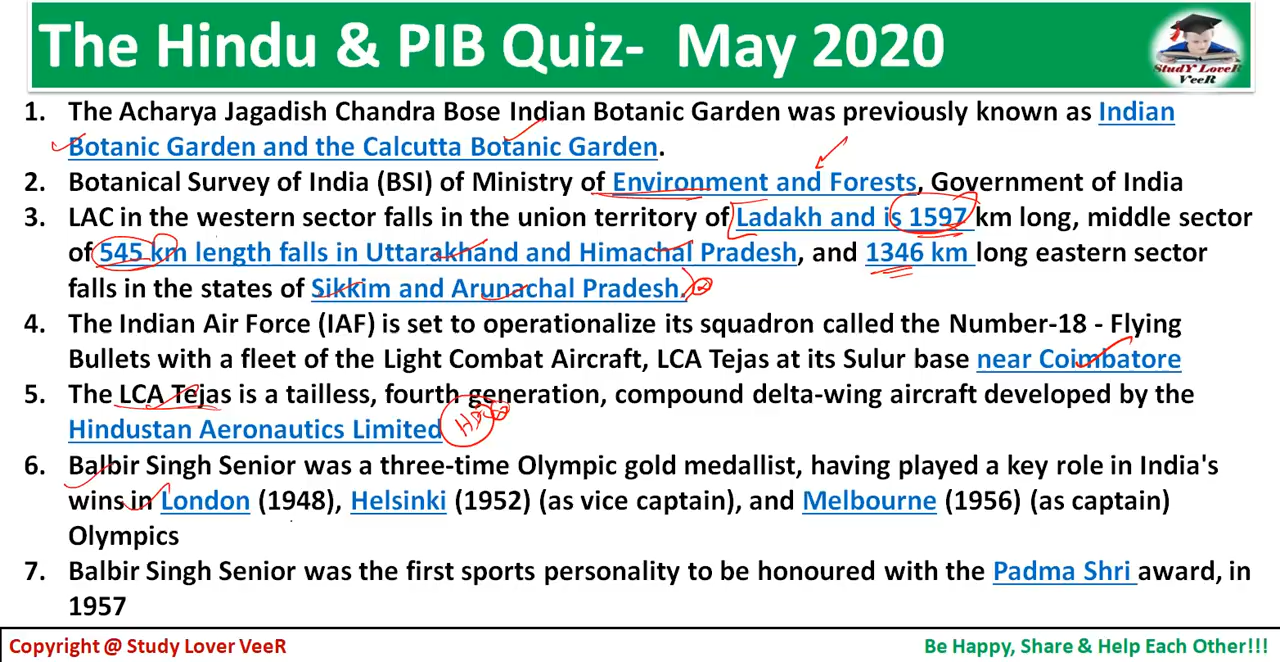 The Hindu & PIB Quiz- May 2020
StudY LoveR
VeeR
1. The Acharya Jagadish Chandra Bose Indian Botanic Garden was previously known as Indian
Botanic Garden and the Calcutta Botanic Garden.
2. Botanical Survey of India (BSI) of Ministry of Environment and Forests, Government of India
3. LAC in the western sector falls in the union territory of Ladakh and is 1597 km long, middle sector
of 545 km length falls in Uttarakhand and Himachal Pradesh, and 1346 km long eastern sector
falls in the states of Sikkim and Arunachal Pradesh.
4. The Indian Air Force (IAF) is set to operationalize its squadron called the Number-18 - Flying
Bullets with a fleet of the Light Combat Aircraft, LCA Tejas at its Sulur base near Coimbatore
5. The LCA Tejas is a tailless, fourth generation, compound delta-wing aircraft developed by the
Hindustan Aeronautics Limited
6. Balbir Singh Senior was a three-time Olympic gold medallist, having played a key role in India's
wins in London (1948), Helsinki (1952) (as vice captain), and Melbourne (1956) (as captain)
Olympics
7. Balbir Singh Senior was the first sports personality to be honoured with the Padma Shri award, in
1957
Copyright @ Study Lover VeeR
Be Happy, Share & Help Each Other!!!